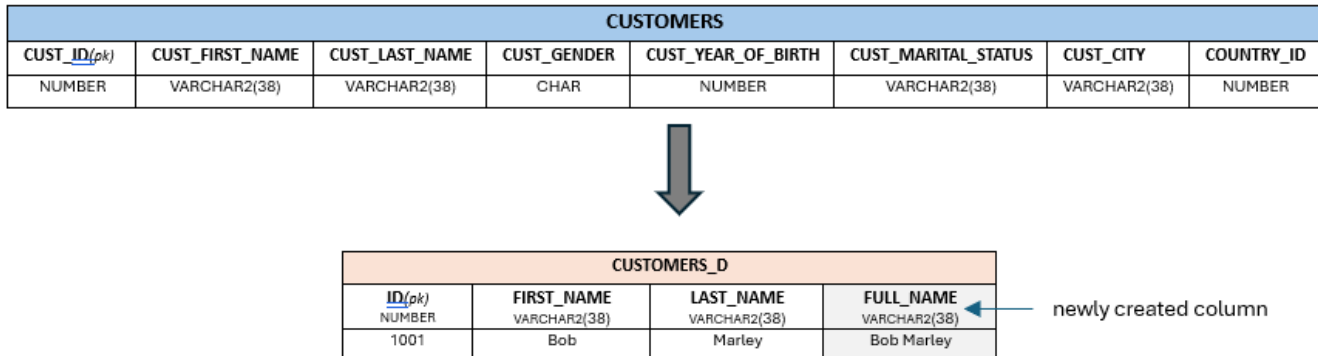 CUSTOMERS
CUST_ID(pk) CUST_FIRST_NAME CUST_LAST_NAME CUST_GENDER CUST_YEAR_OF_BIRTH CUST_MARITAL_STATUS CUST_CITY COUNTRY_ID
NUMBER VARCHAR2(38) VARCHAR2(38) CHAR NUMBER VARCHAR2(38) VARCHAR2(38) NUMBER
CUSTOMERS_D
ID(pk) FIRST_NAME LAST_NAME FULL_NAME
NUMBER VARCHAR2(38) VARCHAR2(38) VARCHAR2(38)
newly created column
1001 Bob Marley Bob Marley